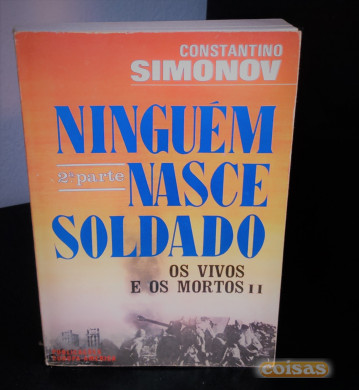 CONSTANTINO
SIMONOV
NINGUÉM
2ª parte
NASCE
SOLDADO
OS VIVOS
E OS MORTOS II
coisas